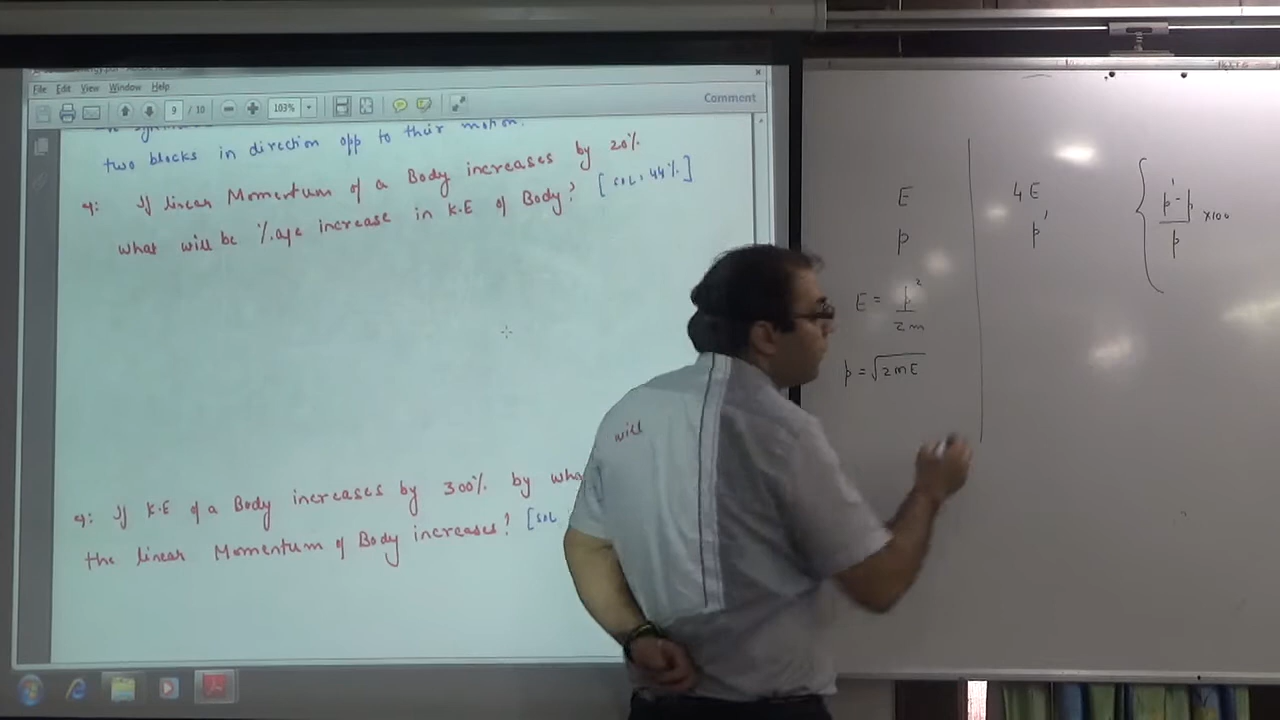 File Edit View Window Help
9 / 10 103% Comment
two blocks in direction opp to their motion.
q: If linear Momentum of a Body increases by 20%
what will be %age increase in K.E of Body? [SOL: 44%]
q: If K.E of a Body increases by 300% by wha
will
the linear Momentum of Body increases? [SOL
E
p
E = p²/2m
p = √2mE
4E
p'
{ p' - p / p ×100